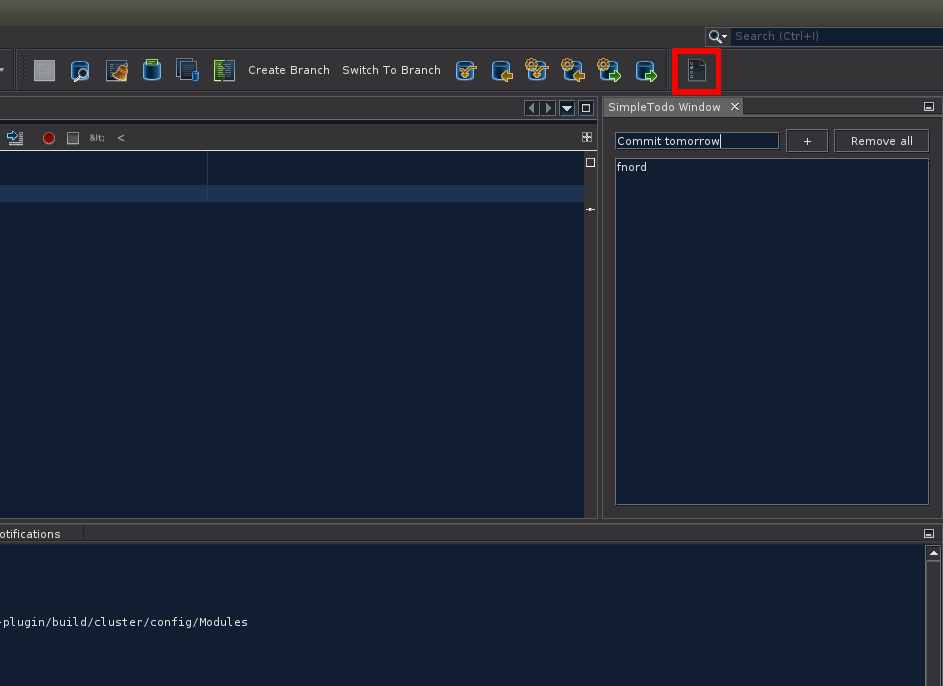 Search (Ctrl+I)
Create Branch Switch To Branch
SimpleTodo Window
&lt; <
Commit tomorrow + Remove all
fnord
otifications
-plugin/build/cluster/config/Modules